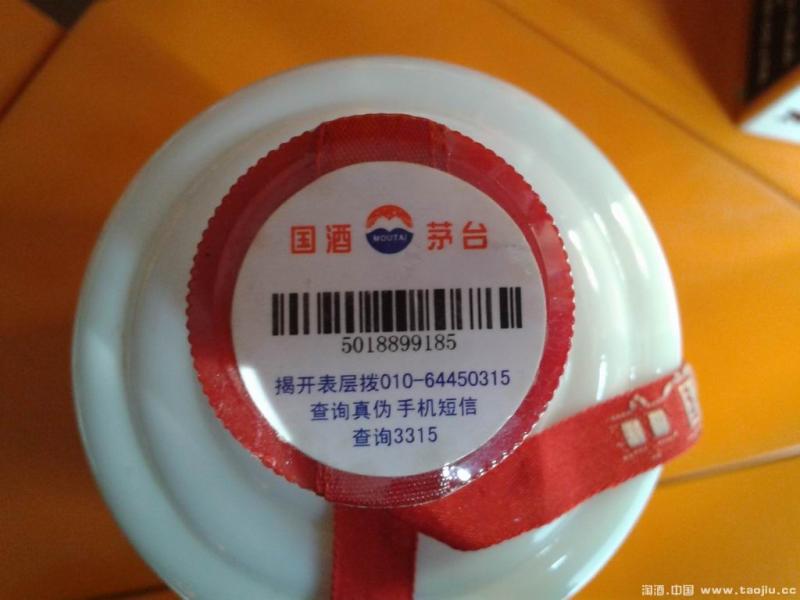 国酒 MOUTAI 茅台
5018899185
揭开表层拨010-64450315
查询真伪 手机短信
查询3315
淘酒.中国 www.taojiu.cc